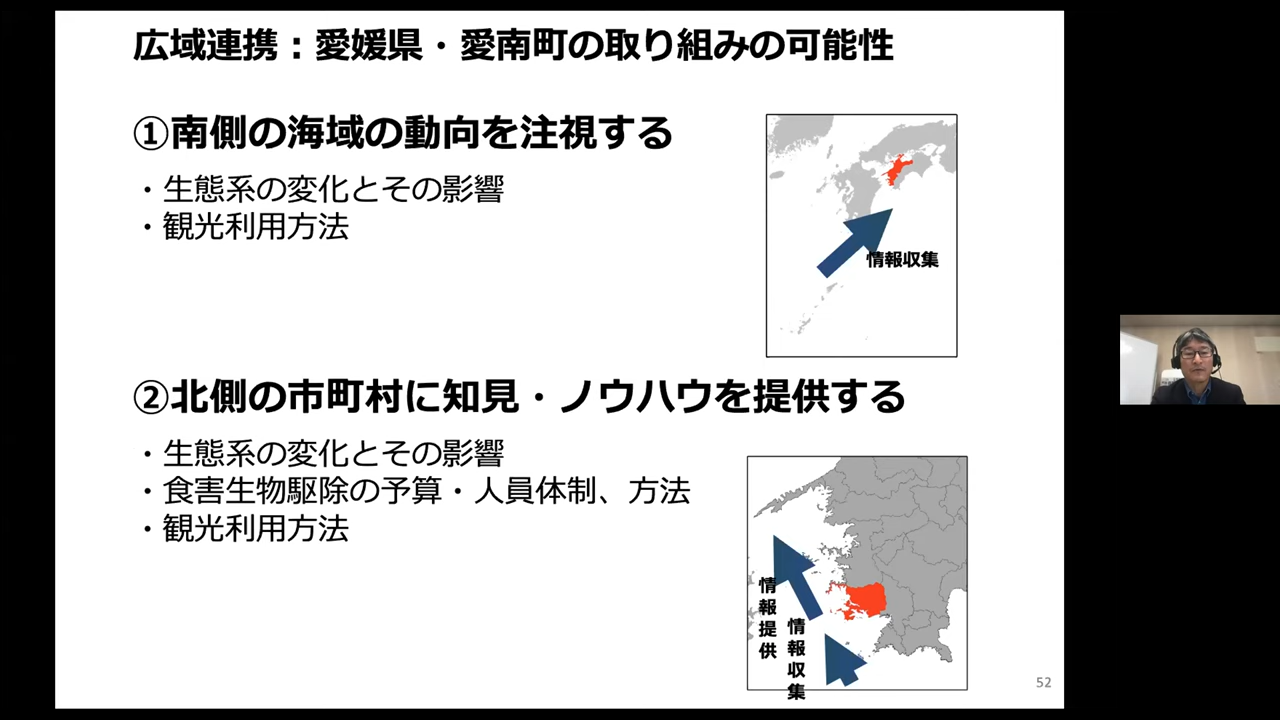 広域連携：愛媛県・愛南町の取り組みの可能性
①南側の海域の動向を注視する
・生態系の変化とその影響
・観光利用方法
情報収集
②北側の市町村に知見・ノウハウを提供する
・生態系の変化とその影響
・食害生物駆除の予算・人員体制、方法
・観光利用方法
情報提供
情報収集
52